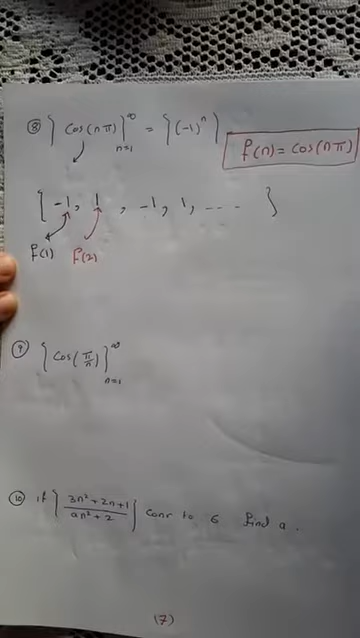 ⑧ { cos(nπ) }_{n=1}^{∞} = { (-1)^n }
f(n) = cos(nπ)
{ -1, 1, -1, 1, .... }
f(1) f(2)
⑨ { cos(π/n) }_{n=1}^{∞}
⑩ if { (3n²+2n+1)/(an²+2) } conv to 6 find a.
(7)